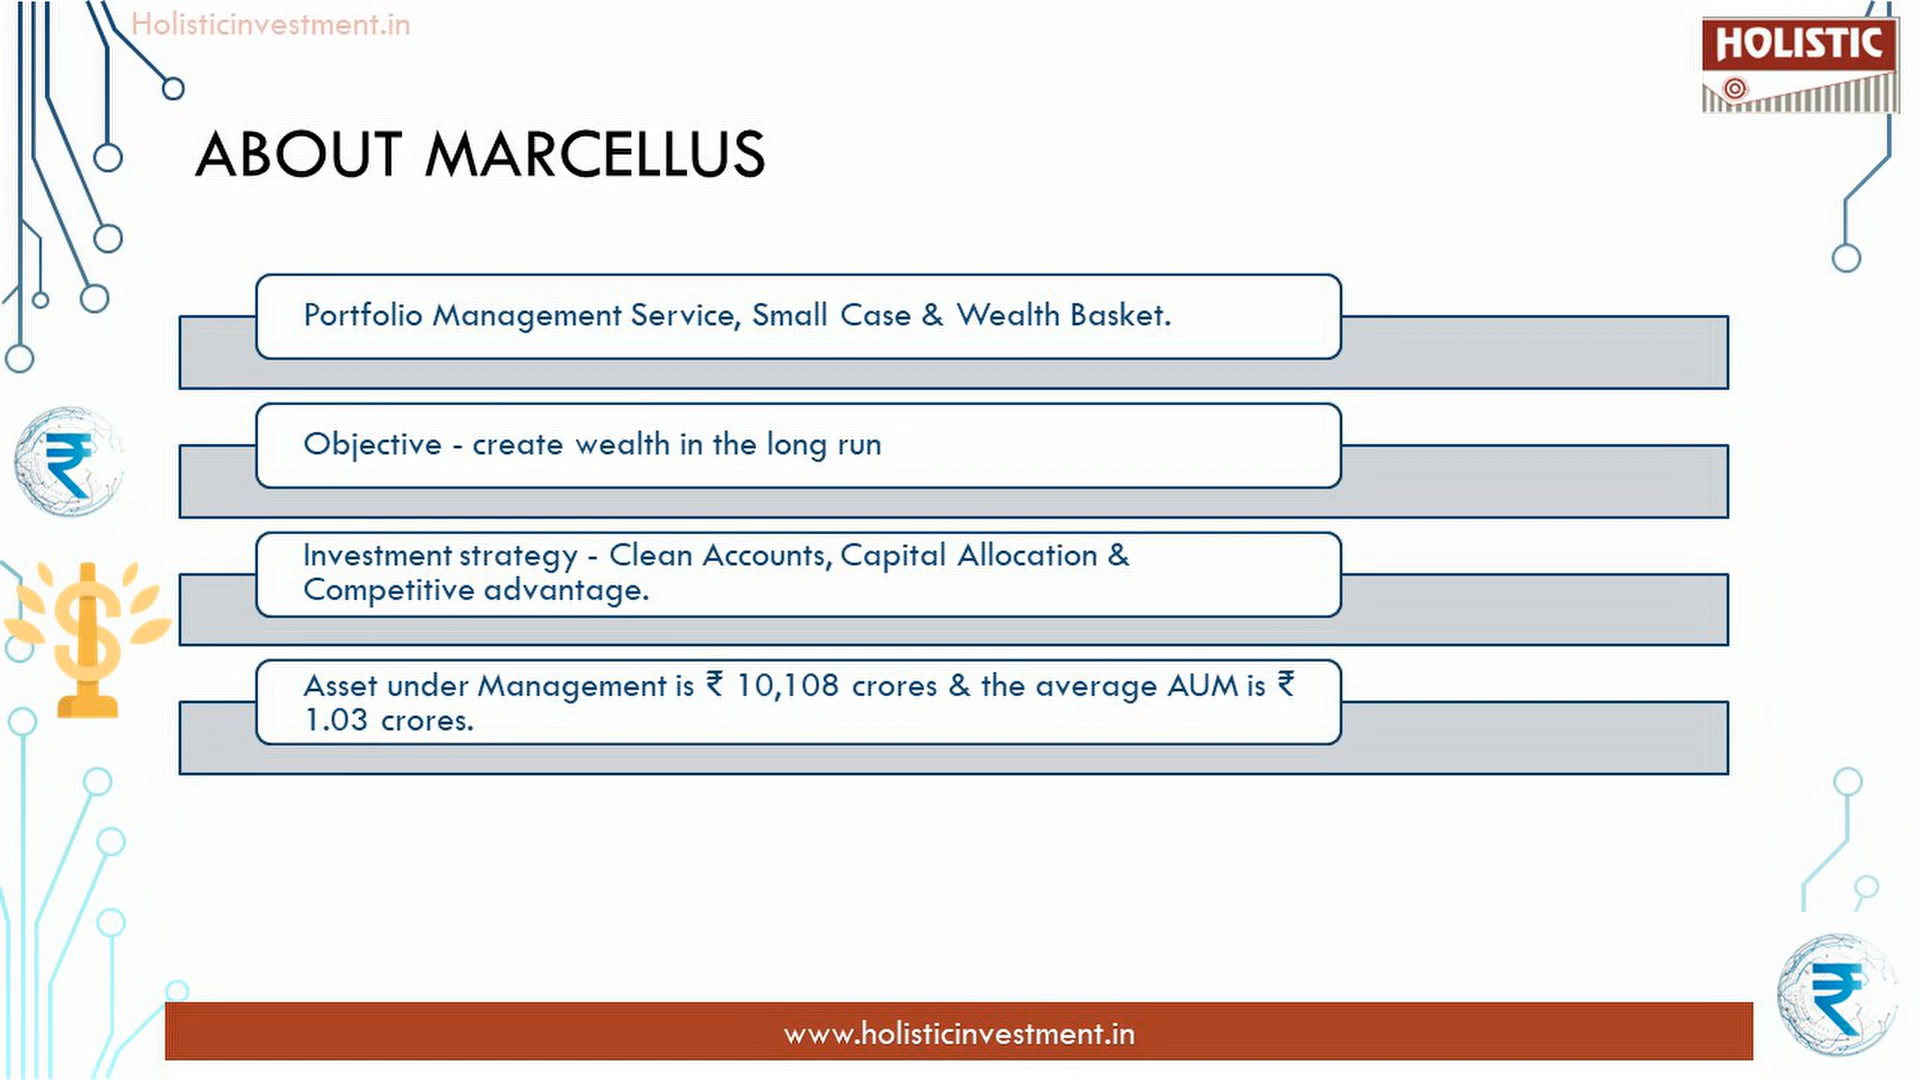 Holisticinvestment.in
HOLISTIC
ABOUT MARCELLUS
Portfolio Management Service, Small Case & Wealth Basket.
Objective - create wealth in the long run
Investment strategy - Clean Accounts, Capital Allocation &
Competitive advantage.
Asset under Management is ₹ 10,108 crores & the average AUM is ₹
1.03 crores.
www.holisticinvestment.in